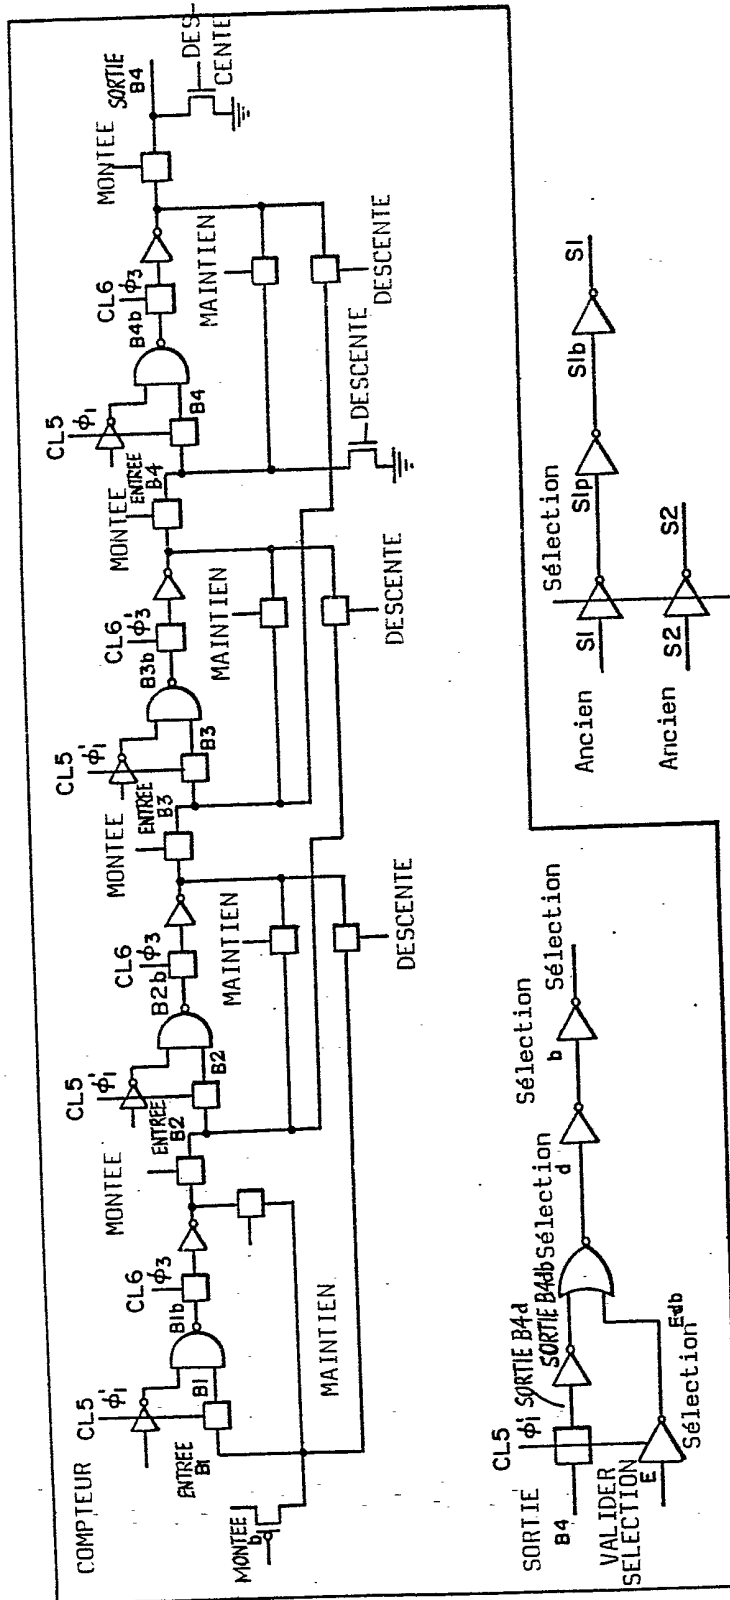 COMPTEUR
CL5
ϕ'1
ENTREE
B1
B1
B1b
CL6
ϕ3
MONTEE
b
MAINTIEN
MONTEE
CL5
ϕ'1
ENTREE
B2
B2
B2b
CL6
ϕ3
MAINTIEN
DESCENTE
MONTEE
CL5
ϕ'1
ENTREE
B3
B3
B3b
CL6
ϕ'3
MAINTIEN
DESCENTE
MONTEE
CL5
ϕ1
ENTREE
B4
B4
B4b
CL6
ϕ3
MAINTIEN
DESCENTE
DESCENTE
MONTEE
SORTIE
B4
DES-
CENTE
SORTIE
B4
CL5
ϕ'1
SORTIE B4d
SORTIE B4db
VALIDER
SELECTION
E
Sélection
Edb
Sélection
d
Sélection
b
Sélection
Ancien
S1
Sélection
S1p
S1b
S1
Ancien
S2
S2